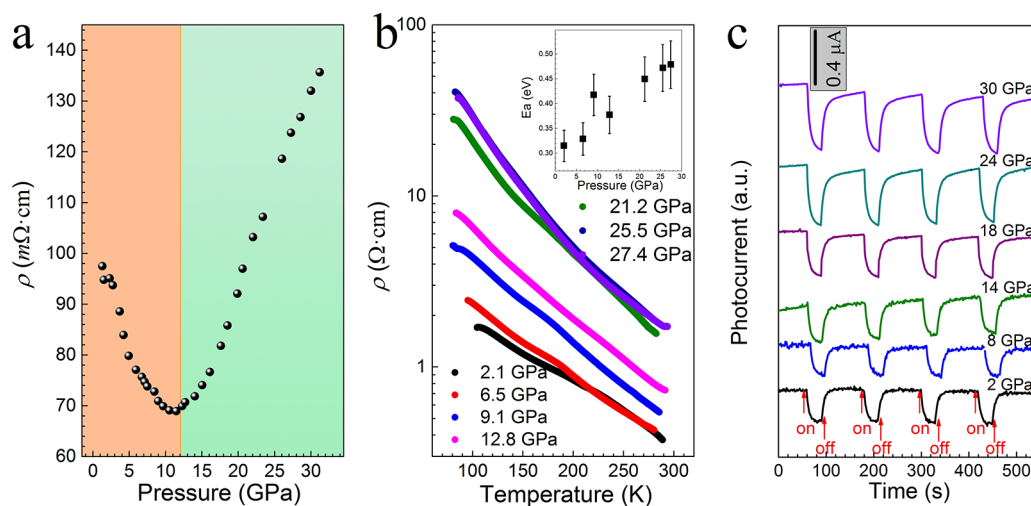 a
ρ (mΩ·cm)
140
130
120
110
100
90
80
70
60
0 5 10 15 20 25 30
Pressure (GPa)
b
ρ (Ω·cm)
100
10
1
50 100 150 200 250 300
Temperature (K)
Ea (eV)
0.50
0.45
0.40
0.35
0.30
0 5 10 15 20 25 30
Pressure (GPa)
21.2 GPa
25.5 GPa
27.4 GPa
2.1 GPa
6.5 GPa
9.1 GPa
12.8 GPa
c
0.4 μA
Photocurrent (a.u.)
30 GPa
24 GPa
18 GPa
14 GPa
8 GPa
2 GPa
on on on on
off off off off
0 100 200 300 400 500
Time (s)